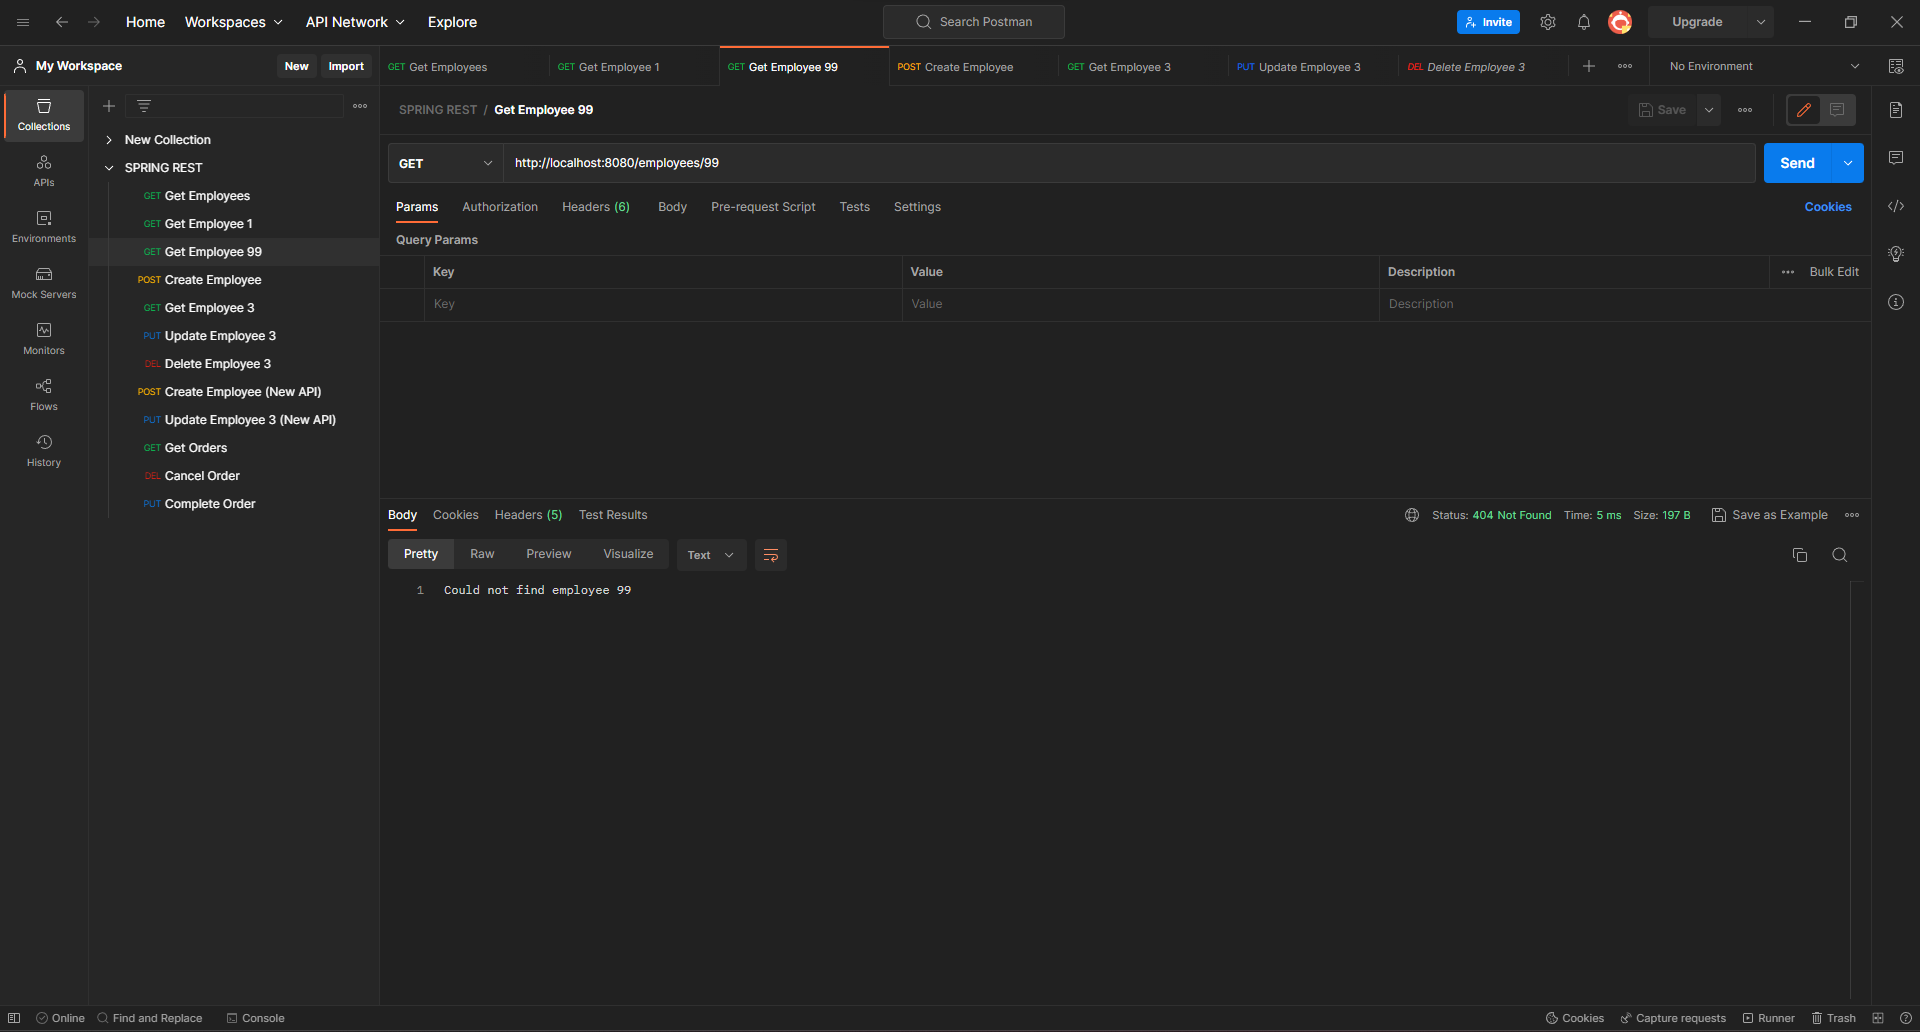 Home Workspaces API Network Explore Search Postman Invite Upgrade
My Workspace New Import
GET Get Employees GET Get Employee 1 GET Get Employee 99 POST Create Employee GET Get Employee 3 PUT Update Employee 3 DEL Delete Employee 3 No Environment
Collections
APIs
Environments
Mock Servers
Monitors
Flows
History
New Collection
SPRING REST
GET Get Employees
GET Get Employee 1
GET Get Employee 99
POST Create Employee
GET Get Employee 3
PUT Update Employee 3
DEL Delete Employee 3
POST Create Employee (New API)
PUT Update Employee 3 (New API)
GET Get Orders
DEL Cancel Order
PUT Complete Order
SPRING REST / Get Employee 99 Save
GET http://localhost:8080/employees/99 Send
Params Authorization Headers (6) Body Pre-request Script Tests Settings Cookies
Query Params
Key Value Description Bulk Edit
Key Value Description
Body Cookies Headers (5) Test Results Status: 404 Not Found Time: 5 ms Size: 197 B Save as Example
Pretty Raw Preview Visualize Text
1 Could not find employee 99
Online Find and Replace Console Cookies Capture requests Runner Trash